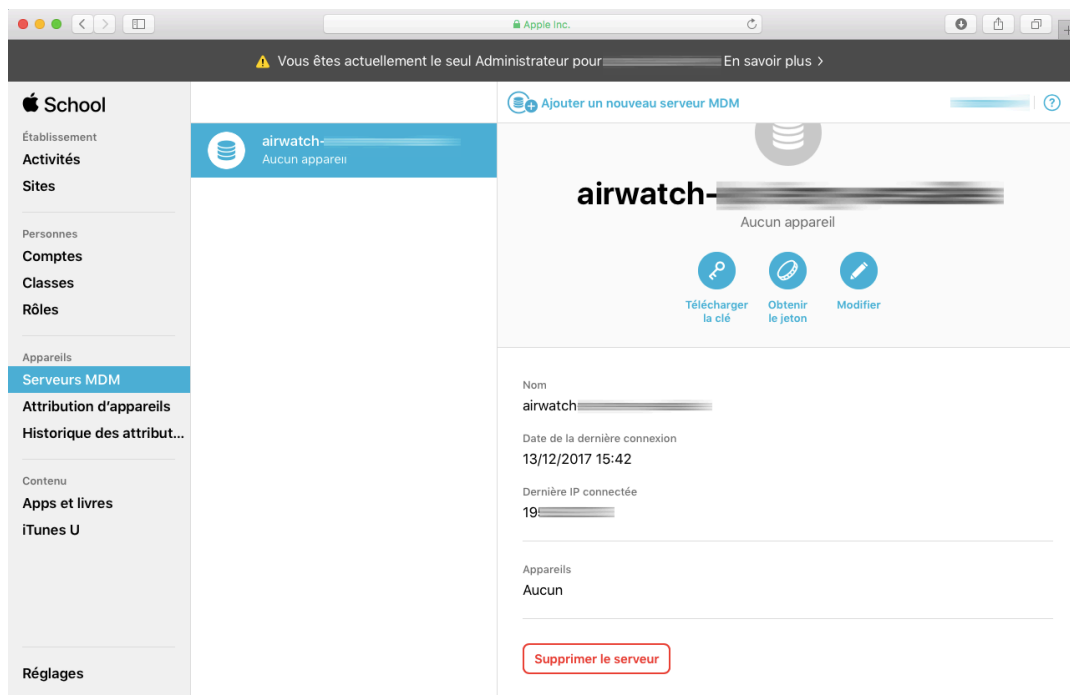 Apple Inc.
Vous êtes actuellement le seul Administrateur pour En savoir plus >
School
Établissement
Activités
Sites
Personnes
Comptes
Classes
Rôles
Appareils
Serveurs MDM
Attribution d'appareils
Historique des attribut...
Contenu
Apps et livres
iTunes U
Réglages
airwatch-
Aucun appareil
Ajouter un nouveau serveur MDM
?
airwatch-
Aucun appareil
Télécharger la clé
Obtenir le jeton
Modifier
Nom
airwatch
Date de la dernière connexion
13/12/2017 15:42
Dernière IP connectée
19
Appareils
Aucun
Supprimer le serveur